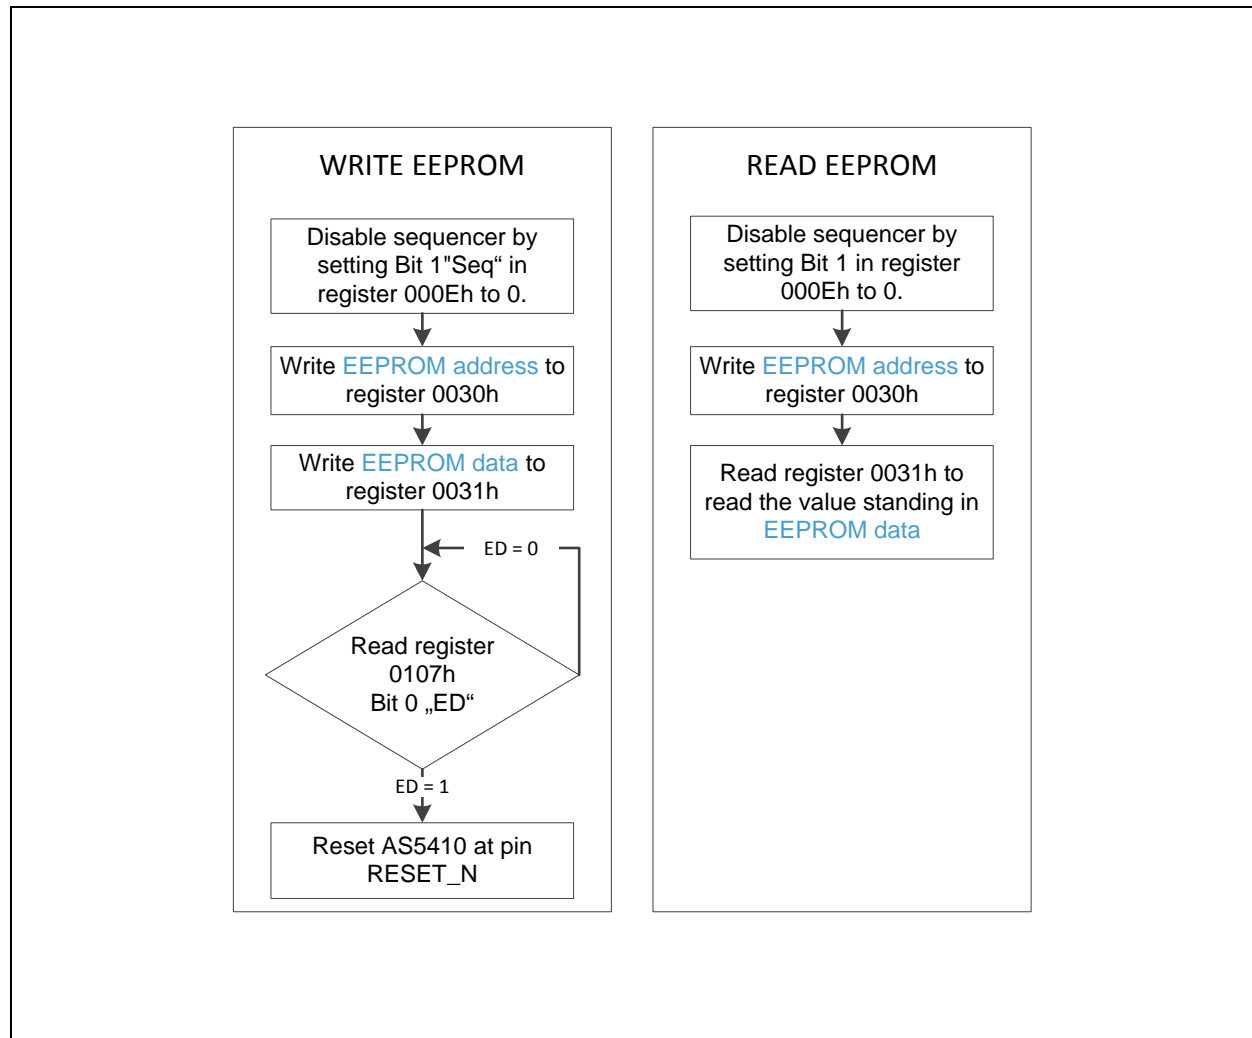 WRITE EEPROM
Disable sequencer by
setting Bit 1"Seq“ in
register 000Eh to 0.
Write EEPROM address to
register 0030h
Write EEPROM data to
register 0031h
ED = 0
Read register
0107h
Bit 0 „ED“
ED = 1
Reset AS5410 at pin
RESET_N
READ EEPROM
Disable sequencer by
setting Bit 1 in register
000Eh to 0.
Write EEPROM address to
register 0030h
Read register 0031h to
read the value standing in
EEPROM data